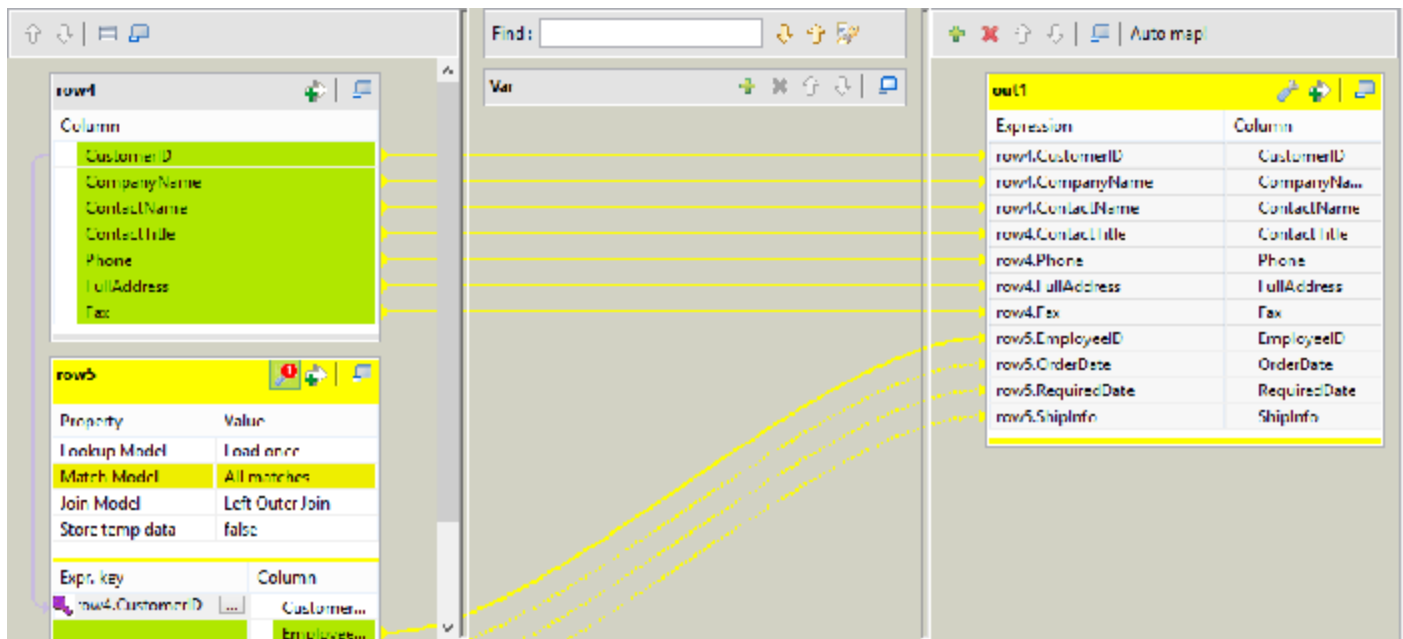 Find:
Auto map!
row4
Column
CustomerID
CompanyName
ContactName
ContactTitle
Phone
FullAddress
Fax
row5
Property Value
Lookup Model Load once
Match Model All matches
Join Model Left Outer Join
Store temp data false
Expr. key Column
row4.CustomerID ... Customer...
Employee...
Var
out1
Expression Column
row4.CustomerID CustomerID
row4.CompanyName CompanyNa...
row4.ContactName ContactName
row4.ContactTitle ContactTitle
row4.Phone Phone
row4.FullAddress FullAddress
row4.Fax Fax
row5.EmployeeID EmployeeID
row5.OrderDate OrderDate
row5.RequiredDate RequiredDate
row5.ShipInfo ShipInfo